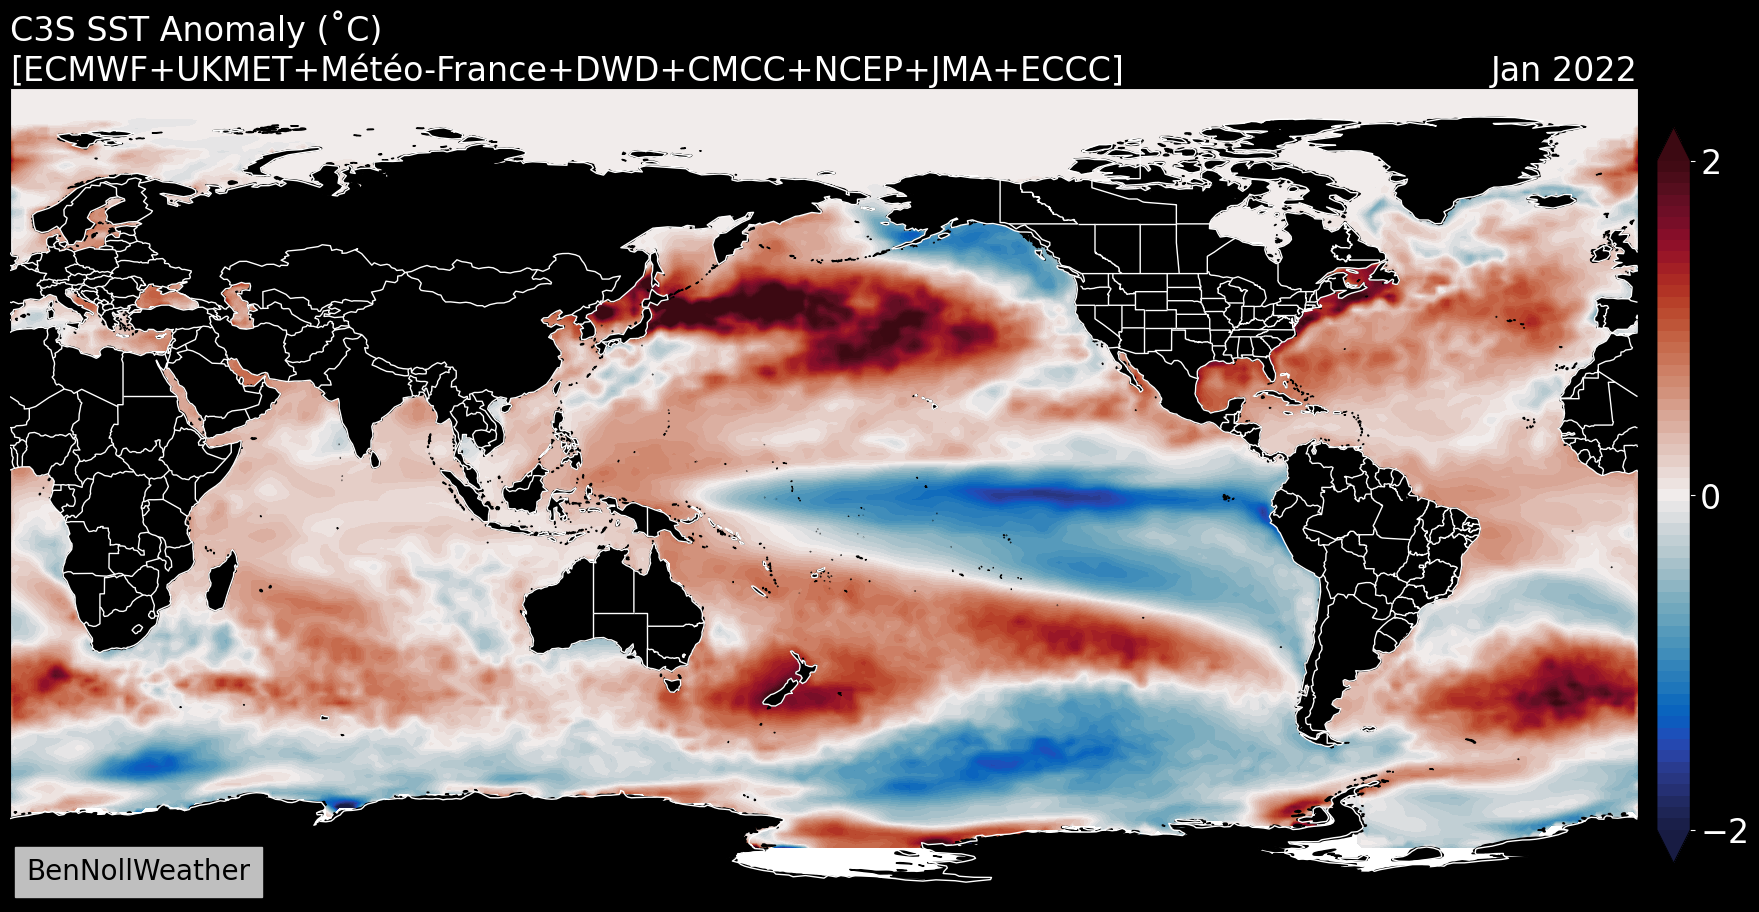 C3S SST Anomaly (˚C)
[ECMWF+UKMET+Météo-France+DWD+CMCC+NCEP+JMA+ECCC]
Jan 2022
2
0
−2
BenNollWeather